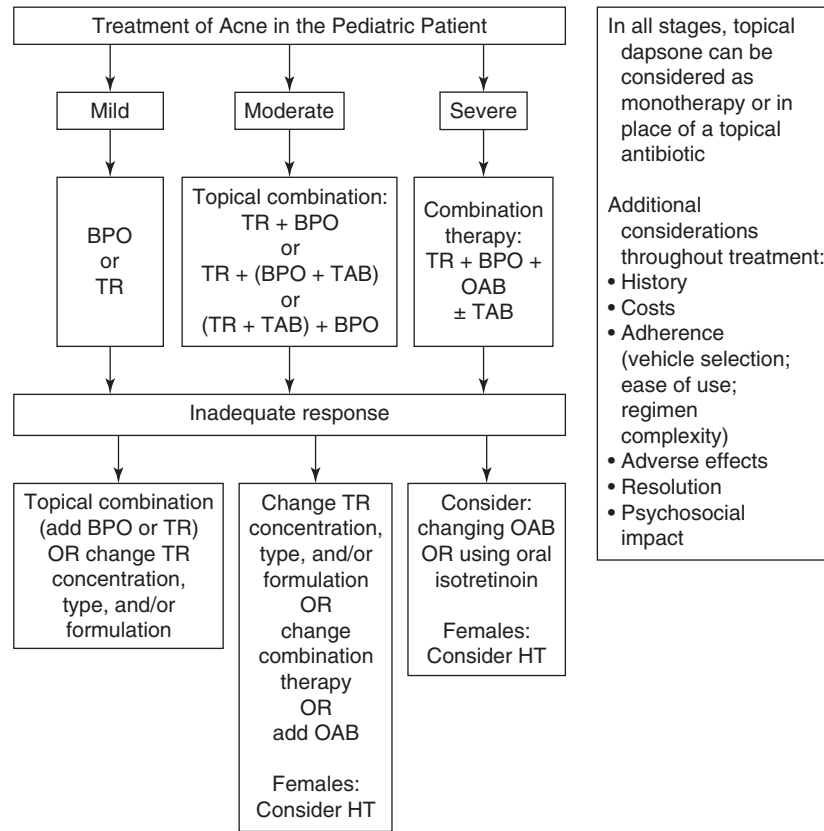 Treatment of Acne in the Pediatric Patient
Mild
Moderate
Severe
BPO
or
TR
Topical combination:
TR + BPO
or
TR + (BPO + TAB)
or
(TR + TAB) + BPO
Combination
therapy:
TR + BPO +
OAB
± TAB
Inadequate response
Topical combination
(add BPO or TR)
OR change TR
concentration,
type, and/or
formulation
Change TR
concentration,
type, and/or
formulation
OR
change
combination
therapy
OR
add OAB
Females:
Consider HT
Consider:
changing OAB
OR using oral
isotretinoin
Females:
Consider HT
In all stages, topical
dapsone can be
considered as
monotherapy or in
place of a topical
antibiotic
Additional
considerations
throughout treatment:
• History
• Costs
• Adherence
(vehicle selection;
ease of use;
regimen
complexity)
• Adverse effects
• Resolution
• Psychosocial
impact